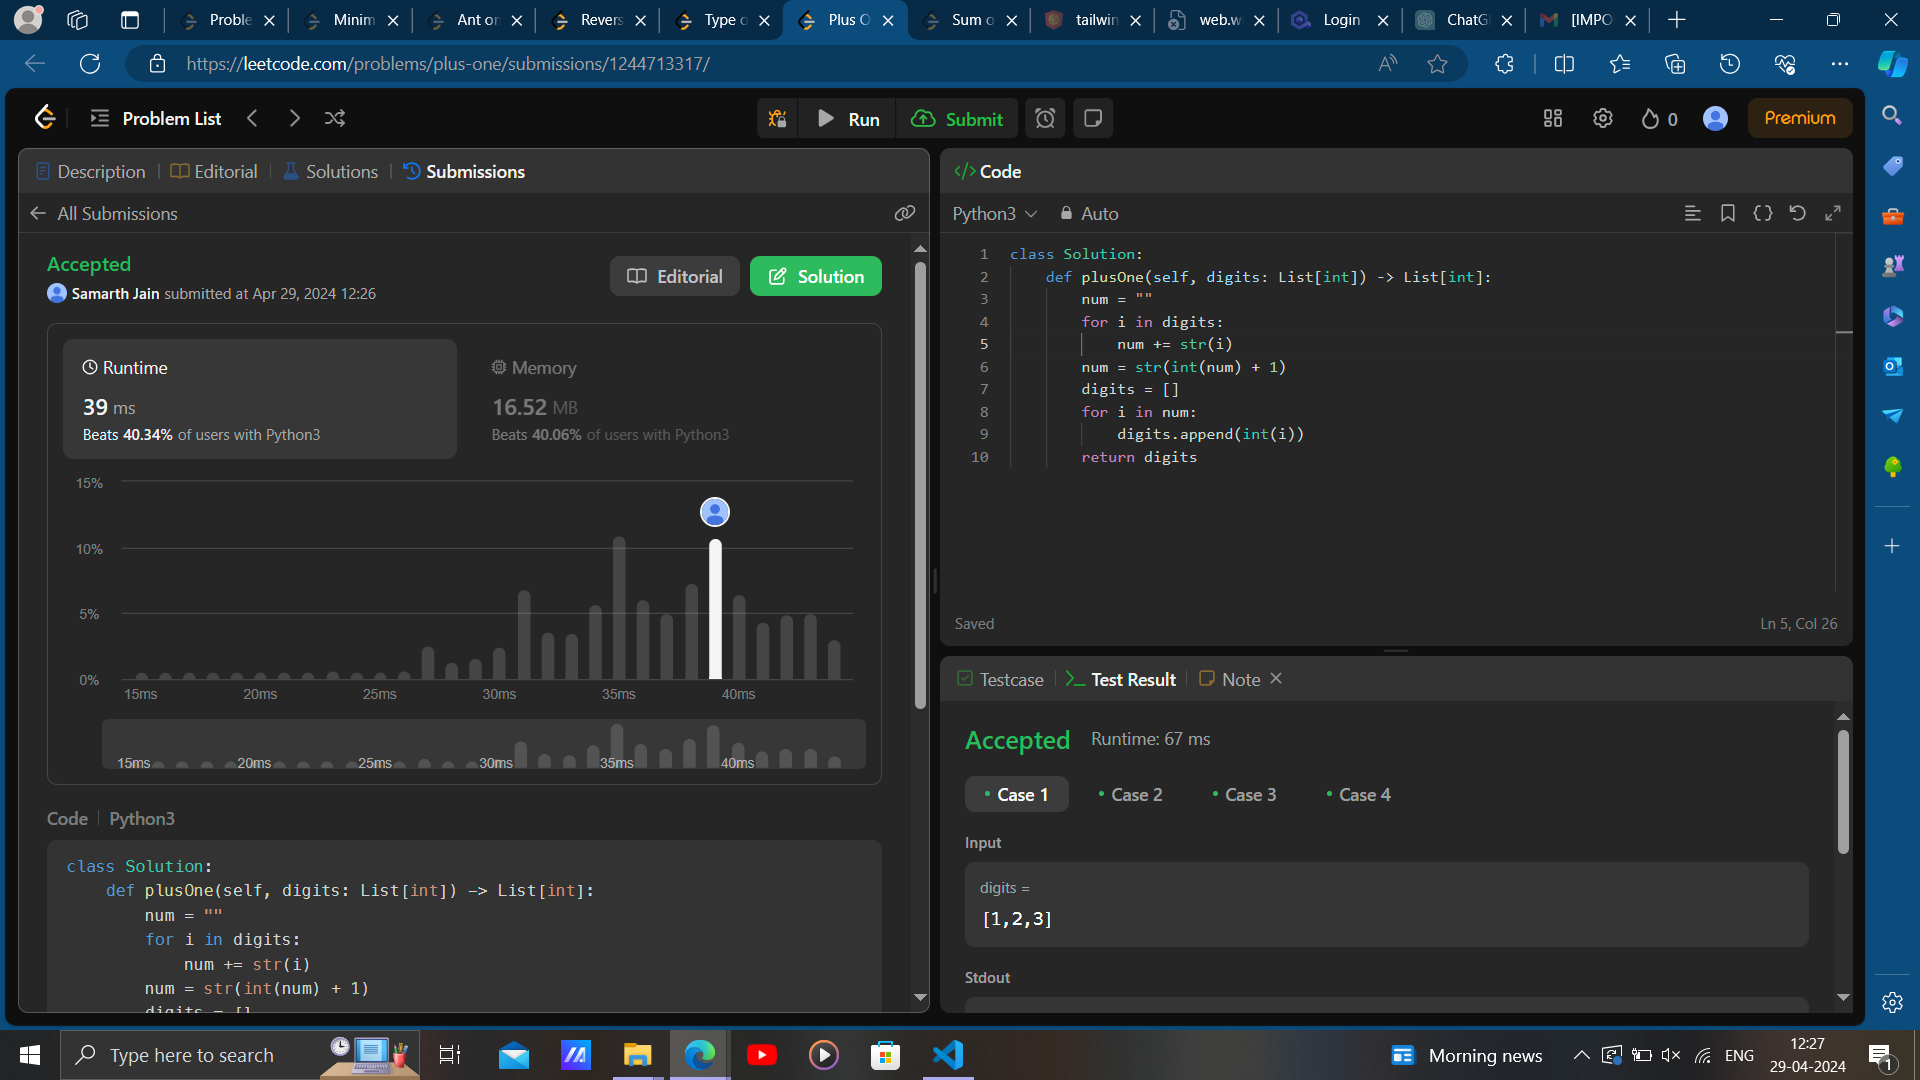 Proble
Minim
Ant or
Revers
Type o
Plus O
Sum o
tailwin
web.w
Login
ChatG
[IMPO
https://leetcode.com/problems/plus-one/submissions/1244713317/
Problem List
Run
Submit
0
Premium
Description
Editorial
Solutions
Submissions
All Submissions
Accepted
Samarth Jain submitted at Apr 29, 2024 12:26
Editorial
Solution
Runtime
39 ms
Beats 40.34% of users with Python3
Memory
16.52 MB
Beats 40.06% of users with Python3
15%
10%
5%
0%
15ms 20ms 25ms 30ms 35ms 40ms
15ms 20ms 25ms 30ms 35ms 40ms
Code | Python3
class Solution:
    def plusOne(self, digits: List[int]) -> List[int]:
        num = ""
        for i in digits:
            num += str(i)
        num = str(int(num) + 1)
        digits = []
</> Code
Python3
Auto
1 class Solution:
2     def plusOne(self, digits: List[int]) -> List[int]:
3         num = ""
4         for i in digits:
5             num += str(i)
6         num = str(int(num) + 1)
7         digits = []
8         for i in num:
9             digits.append(int(i))
10         return digits
Saved
Ln 5, Col 26
Testcase
Test Result
Note
Accepted
Runtime: 67 ms
Case 1
Case 2
Case 3
Case 4
Input
digits =
[1,2,3]
Stdout
Type here to search
Morning news
ENG
12:27
29-04-2024
1